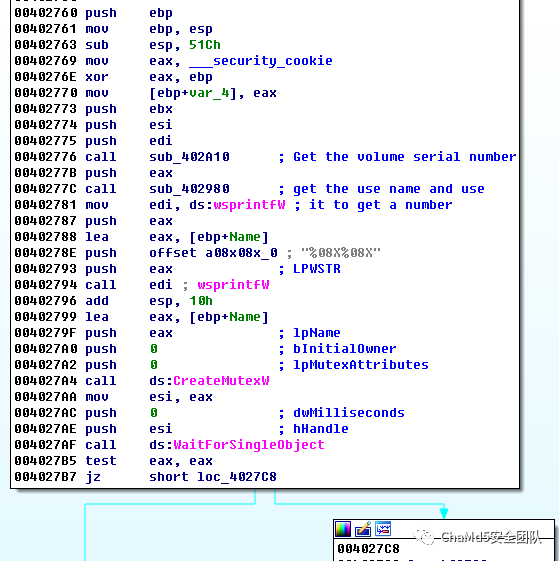 00402760 push    ebp
00402761 mov     ebp, esp
00402763 sub     esp, 51Ch
00402769 mov     eax, ___security_cookie
0040276E xor     eax, ebp
00402770 mov     [ebp+var_4], eax
00402773 push    ebx
00402774 push    esi
00402775 push    edi
00402776 call    sub_402A10      ; Get the volume serial number
0040277B push    eax
0040277C call    sub_402980      ; get the use name and use
00402781 mov     edi, ds:wsprintfW ; it to get a number
00402787 push    eax
00402788 lea     eax, [ebp+Name]
0040278E push    offset a08x08x_0 ; "%08X%08X"
00402793 push    eax             ; LPWSTR
00402794 call    edi ; wsprintfW
00402796 add     esp, 10h
00402799 lea     eax, [ebp+Name]
0040279F push    eax             ; lpName
004027A0 push    0               ; bInitialOwner
004027A2 push    0               ; lpMutexAttributes
004027A4 call    ds:CreateMutexW
004027AA mov     esi, eax
004027AC push    0               ; dwMilliseconds
004027AE push    esi             ; hHandle
004027AF call    ds:WaitForSingleObject
004027B5 test    eax, eax
004027B7 jz      short loc_4027C8
ChaMd5安全团队
004027C8